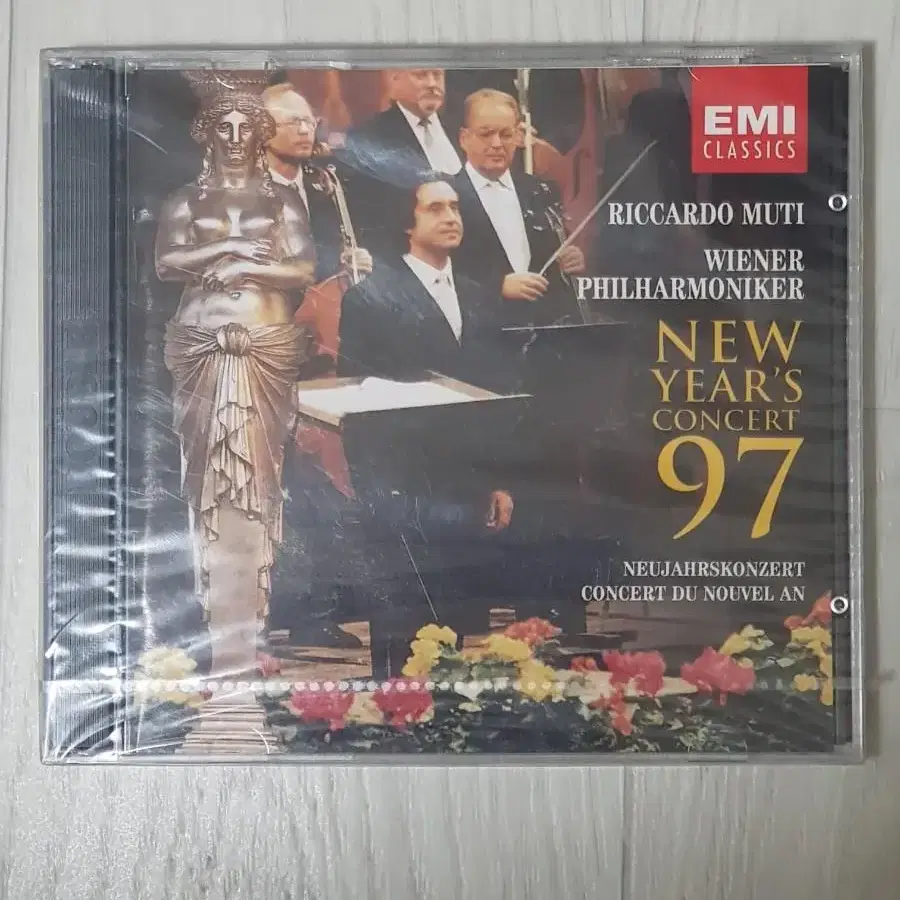 EMI
CLASSICS
RICCARDO MUTI
WIENER
PHILHARMONIKER
NEW
YEAR'S
CONCERT
97
NEUJAHRSKONZERT
CONCERT DU NOUVEL AN